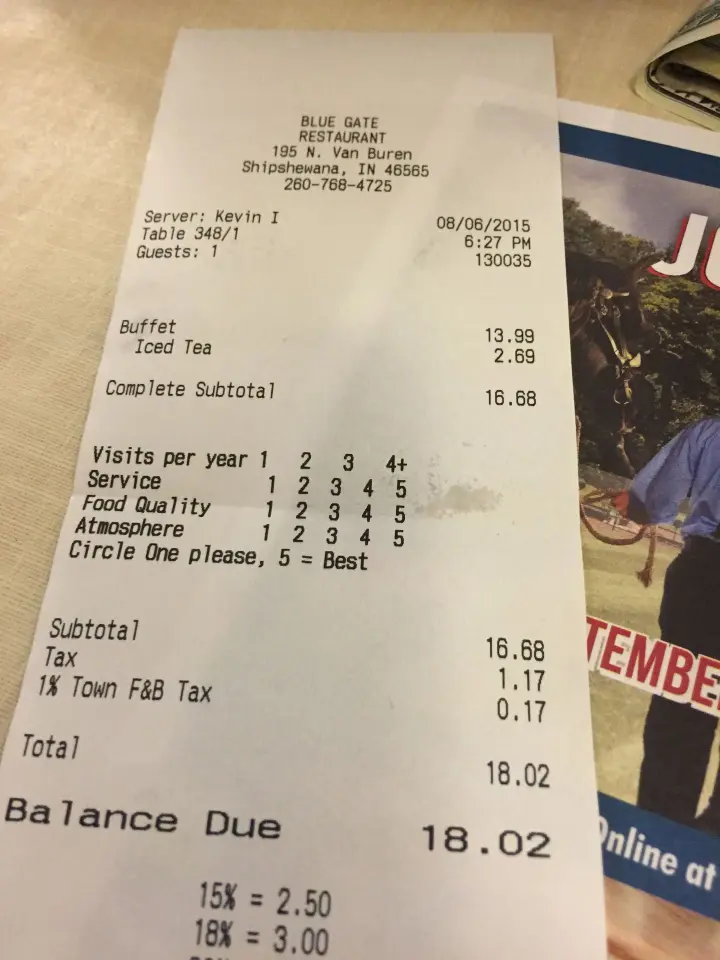 BLUE GATE
RESTAURANT
195 N. Van Buren
Shipshewana, IN 46565
260-768-4725
Server: Kevin I 08/06/2015
Table 348/1 6:27 PM
Guests: 1 130035
Buffet 13.99
Iced Tea 2.69
Complete Subtotal 16.68
Visits per year 1 2 3 4+
Service 1 2 3 4 5
Food Quality 1 2 3 4 5
Atmosphere 1 2 3 4 5
Circle One please, 5 = Best
Subtotal 16.68
Tax 1.17
1% Town F&B Tax 0.17
Total 18.02
Balance Due 18.02
15% = 2.50
18% = 3.00
J
TEMBE
Online at